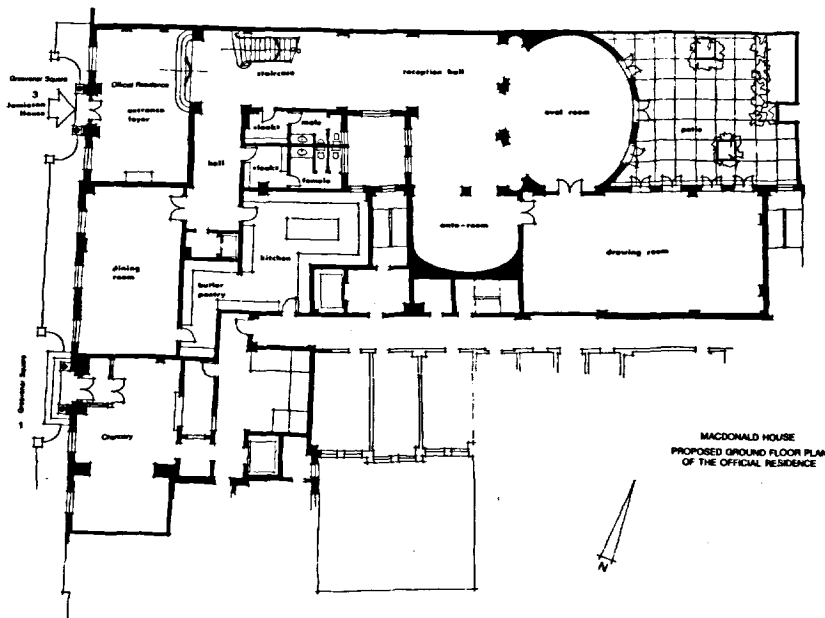 Grosvenor Square
3
Jamieson
House
Official Residence
entrance
foyer
staircase
reception hall
oval room
patio
cloaks
male
hall
cloaks
female
ante-room
dining
room
kitchen
butler
pantry
drawing room
1 Grosvenor Square
Chancery
MACDONALD HOUSE
PROPOSED GROUND FLOOR PLAN
OF THE OFFICIAL RESIDENCE
N